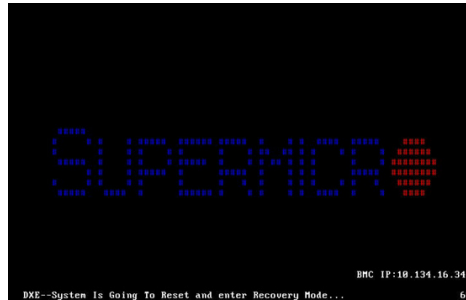 SUPERMICRO
BMC IP:10.134.16.34
DXE--System Is Going To Reset and enter Recovery Mode... 6